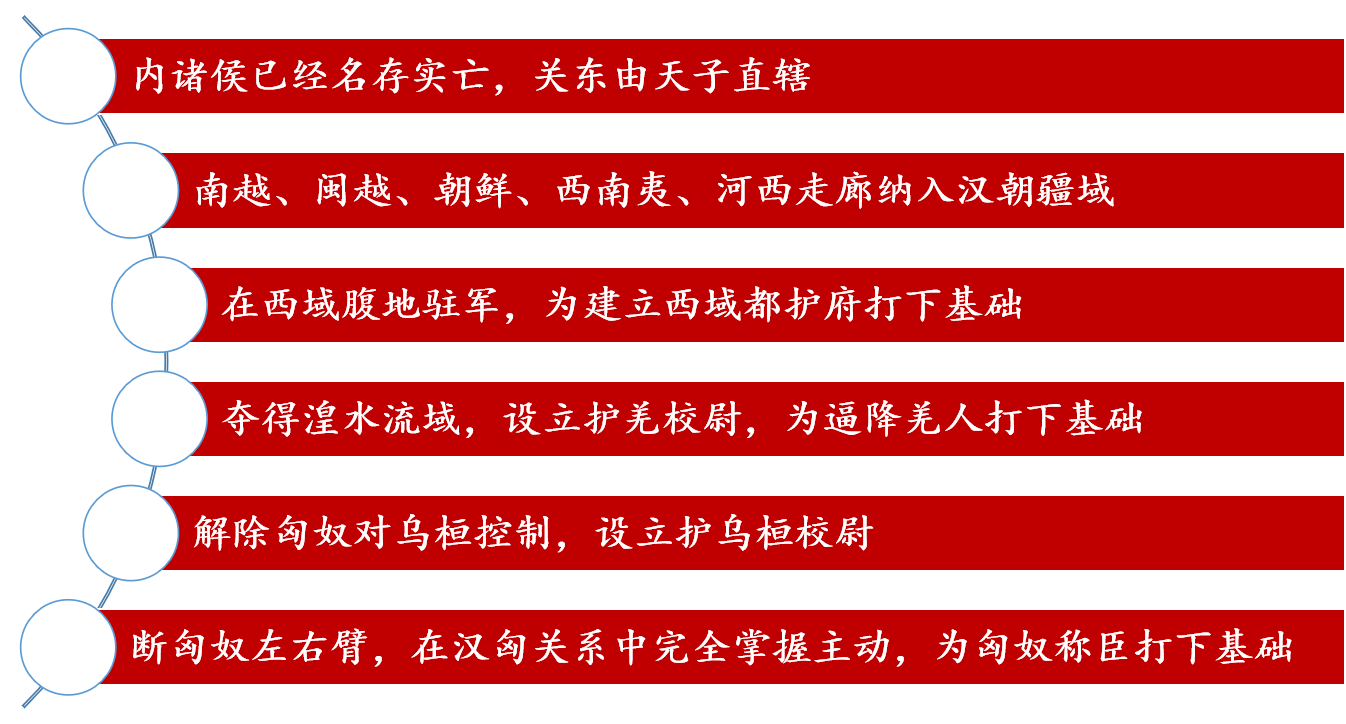 内诸侯已经名存实亡，关东由天子直辖
南越、闽越、朝鲜、西南夷、河西走廊纳入汉朝疆域
在西域腹地驻军，为建立西域都护府打下基础
夺得湟水流域，设立护羌校尉，为逼降羌人打下基础
解除匈奴对乌桓控制，设立护乌桓校尉
断匈奴左右臂，在汉匈关系中完全掌握主动，为匈奴称臣打下基础